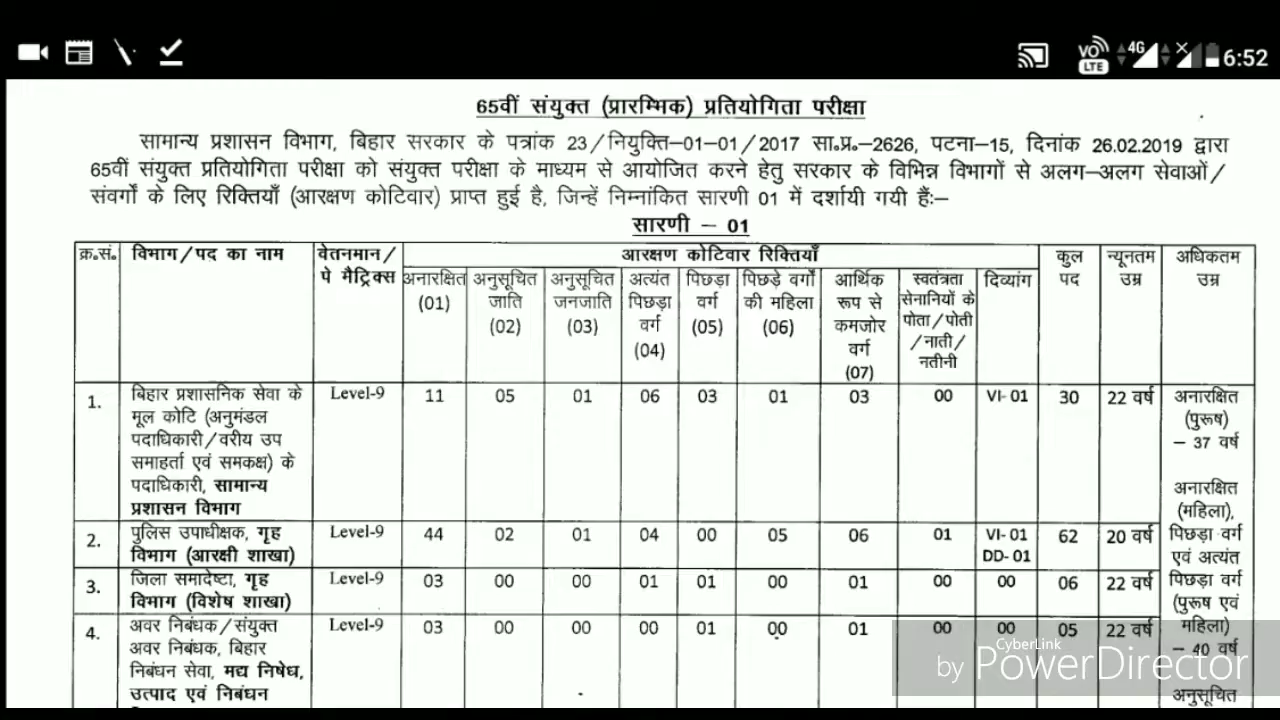 VO
LTE
4G
6:52
65वीं संयुक्त (प्रारम्भिक) प्रतियोगिता परीक्षा
सामान्य प्रशासन विभाग, बिहार सरकार के पत्रांक 23/नियुक्ति–01–01/2017 सा॰प्र॰–2626, पटना–15, दिनांक 26.02.2019 द्वारा
65वीं संयुक्त प्रतियोगिता परीक्षा को संयुक्त परीक्षा के माध्यम से आयोजित करने हेतु सरकार के विभिन्न विभागों से अलग–अलग सेवाओं/
संवर्गो के लिए रिक्तियाँ (आरक्षण कोटिवार) प्राप्त हुई है, जिन्हें निम्नांकित सारणी 01 में दर्शायी गयी हैं:–
सारणी – 01
क्र॰सं॰
विभाग/पद का नाम
वेतनमान/
पे मैट्रिक्स
आरक्षण कोटिवार रिक्तियाँ
अनारक्षित
(01)
अनुसूचित
जाति
(02)
अनुसूचित
जनजाति
(03)
अत्यंत
पिछड़ा
वर्ग
(04)
पिछड़ा
वर्ग
(05)
पिछड़े वर्गों
की महिला
(06)
आर्थिक
रूप से
कमजोर
वर्ग
(07)
स्वतंत्रता
सेनानियों के
पोता/पोती
/नाती/
नतीनी
दिव्यांग
कुल
पद
न्यूनतम
उम्र
अधिकतम
उम्र
1.
बिहार प्रशासनिक सेवा के
मूल कोटि (अनुमंडल
पदाधिकारी/वरीय उप
समाहर्ता एवं समकक्ष) के
पदाधिकारी, सामान्य
प्रशासन विभाग
Level-9
11
05
01
06
03
01
03
00
VI- 01
30
22 वर्ष
2.
पुलिस उपाधीक्षक, गृह
विभाग (आरक्षी शाखा)
Level-9
44
02
01
04
00
05
06
01
VI- 01
DD- 01
62
20 वर्ष
3.
जिला समादेष्टा, गृह
विभाग (विशेष शाखा)
Level-9
03
00
00
01
01
00
01
00
00
06
22 वर्ष
4.
अवर निबंधक/संयुक्त
अवर निबंधक, बिहार
निबंधन सेवा, मद्य निषेध,
उत्पाद एवं निबंधन
Level-9
03
00
00
00
01
00
01
00
00
05
22 वर्ष
अनारक्षित
(पुरूष)
– 37 वर्ष
अनारक्षित
(महिला),
पिछड़ा वर्ग
एवं अत्यंत
पिछड़ा वर्ग
(पुरूष एवं
महिला)
– 40 वर्ष
अनुसूचित
CyberLink
by PowerDirector